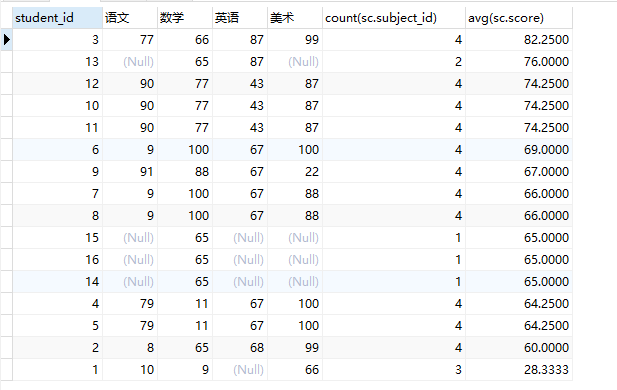 student_id 语文 数学 英语 美术 count(sc.subject_id) avg(sc.score)
3 77 66 87 99 4 82.2500
13 (Null) 65 87 (Null) 2 76.0000
12 90 77 43 87 4 74.2500
10 90 77 43 87 4 74.2500
11 90 77 43 87 4 74.2500
6 9 100 67 100 4 69.0000
9 91 88 67 22 4 67.0000
7 9 100 67 88 4 66.0000
8 9 100 67 88 4 66.0000
15 (Null) 65 (Null) (Null) 1 65.0000
16 (Null) 65 (Null) (Null) 1 65.0000
14 (Null) 65 (Null) (Null) 1 65.0000
4 79 11 67 100 4 64.2500
5 79 11 67 100 4 64.2500
2 8 65 68 99 4 60.0000
1 10 9 (Null) 66 3 28.3333